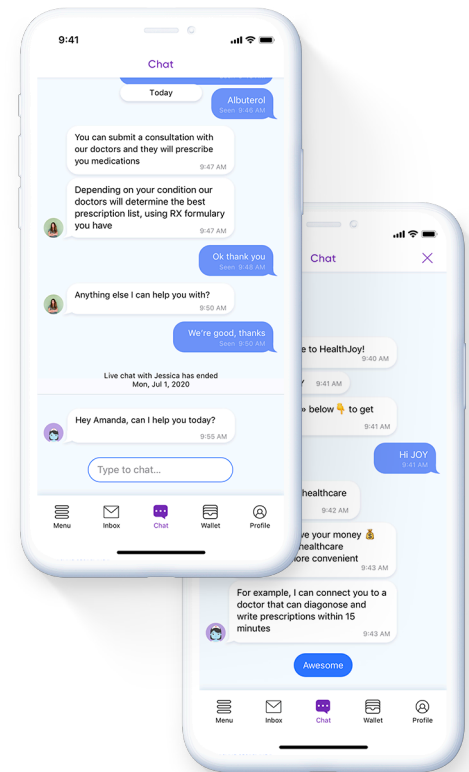 9:41
Chat
Today
Albuterol
Seen 9:46 AM
You can submit a consultation with
our doctors and they will prescribe
you medications
9:47 AM
Depending on your condition our
doctors will determine the best
prescription list, using RX formulary
you have
9:47 AM
Ok thank you
Seen 9:48 AM
Anything else I can help you with?
9:50 AM
We're good, thanks
Seen 9:50 AM
Live chat with Jessica has ended
Mon, Jul 1, 2020
Hey Amanda, can I help you today?
9:55 AM
Type to chat...
Menu
Inbox
Chat
Wallet
Profile
Chat
e to HealthJoy!
9:40 AM
Y 9:41 AM
» below 👇 to get
9:41 AM
Hi JOY
9:41 AM
healthcare
9:42 AM
ve your money 💰
healthcare
ore convenient
9:43 AM
For example, I can connect you to a
doctor that can diagonose and
write prescriptions within 15
minutes
9:43 AM
Awesome
Menu
Inbox
Chat
Wallet
Profile